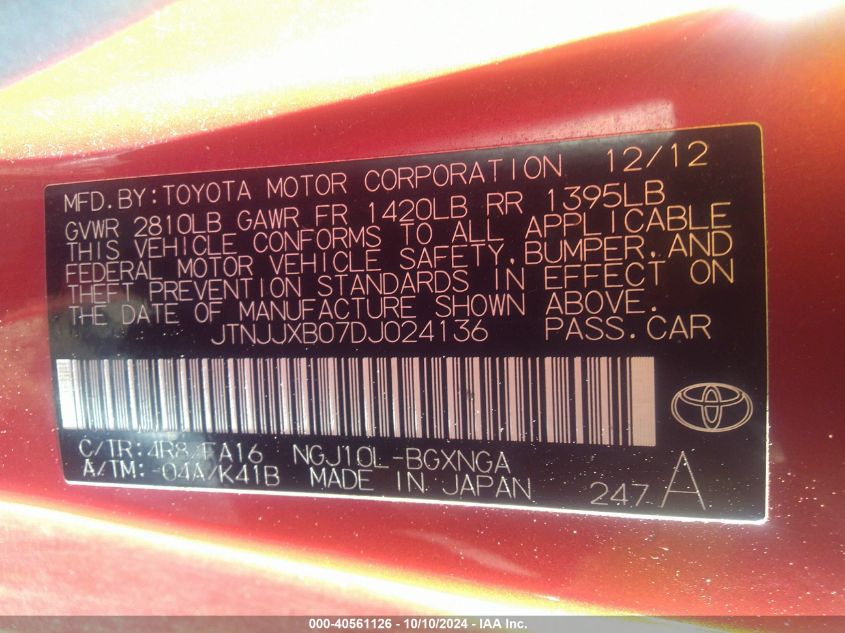 MFD. BY: TOYOTA MOTOR CORPORATION 12/12
GVWR 2810LB GAWR FR 1420LB RR 1395LB
THIS VEHICLE CONFORMS TO ALL APPLICABLE
FEDERAL MOTOR VEHICLE SAFETY, BUMPER, AND
THEFT PREVENTION STANDARDS IN EFFECT ON
THE DATE OF MANUFACTURE SHOWN ABOVE.
JTNJJXB07DJ024136 PASS. CAR
C/TR: 4R8/FA16 NGJ10L-BGXNGA
A/TM: -04A/K41B MADE IN JAPAN
247 A
000-40561126 - 10/10/2024 - IAA Inc.